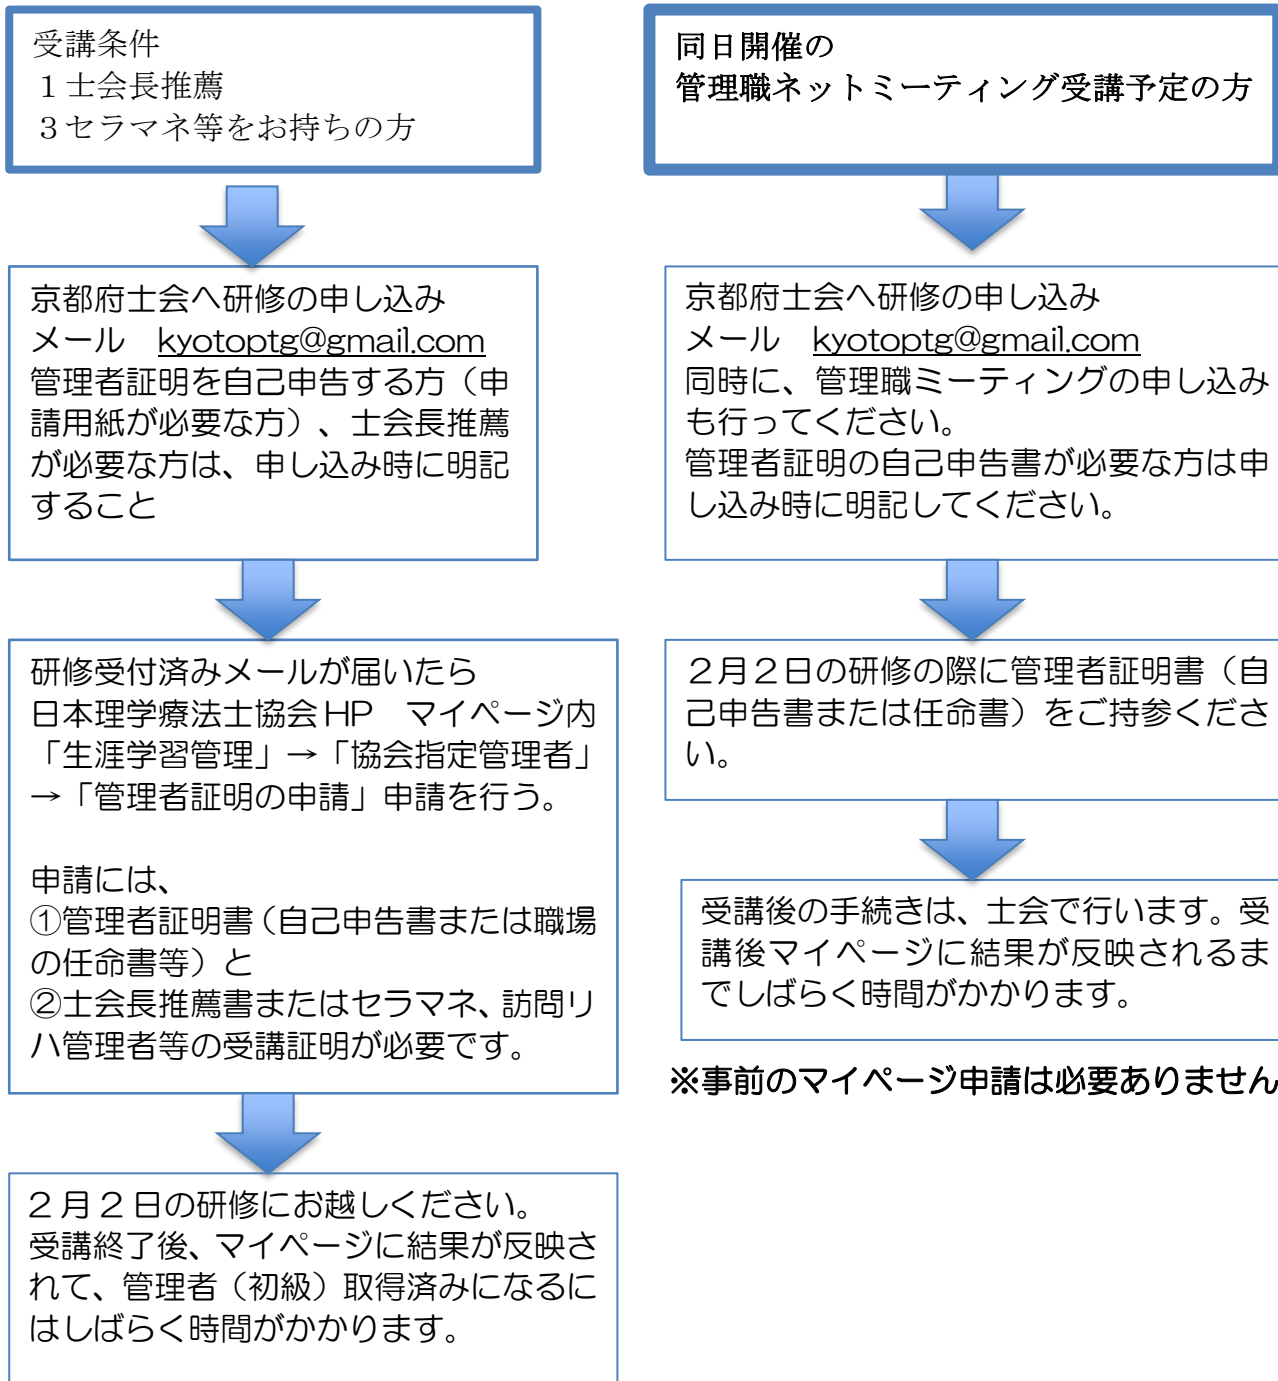 受講条件
１士会長推薦
３セラマネ等をお持ちの方
京都府士会へ研修の申し込み
メール　kyotoptg@gmail.com
管理者証明を自己申告する方（申
請用紙が必要な方）、士会長推薦
が必要な方は、申し込み時に明記
すること
研修受付済みメールが届いたら
日本理学療法士協会 HP　マイページ内
「生涯学習管理」→「協会指定管理者」
→「管理者証明の申請」申請を行う。
申請には、
①管理者証明書（自己申告書または職場
の任命書等）と
②士会長推薦書またはセラマネ、訪問リ
ハ管理者等の受講証明が必要です。
２月２日の研修にお越しください。
受講終了後、マイページに結果が反映さ
れて、管理者（初級）取得済みになるに
はしばらく時間がかかります。
同日開催の
管理職ネットミーティング受講予定の方
京都府士会へ研修の申し込み
メール　kyotoptg@gmail.com
同時に、管理職ミーティングの申し込み
も行ってください。
管理者証明の自己申告書が必要な方は申
し込み時に明記してください。
２月２日の研修の際に管理者証明書（自
己申告書または任命書）をご持参くださ
い。
受講後の手続きは、士会で行います。受
講後マイページに結果が反映されるま
でしばらく時間がかかります。
※事前のマイページ申請は必要ありません